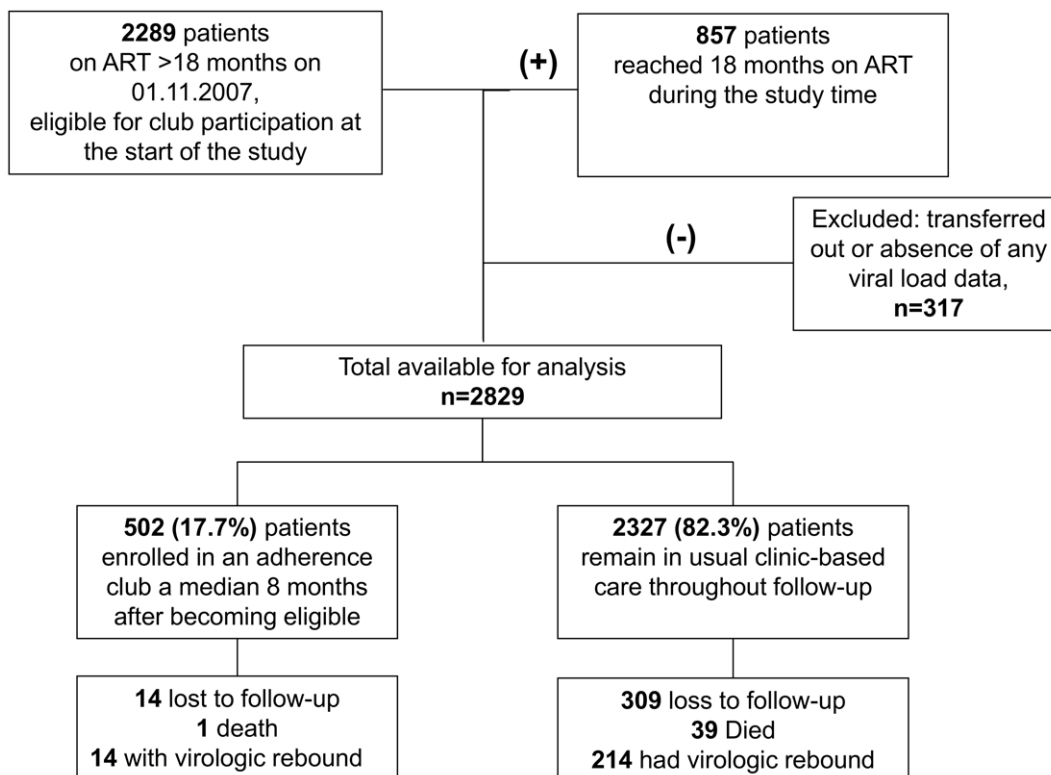 2289 patients
on ART >18 months on
01.11.2007,
eligible for club participation at
the start of the study
(+)
857 patients
reached 18 months on ART
during the study time
(-)
Excluded: transferred
out or absence of any
viral load data,
n=317
Total available for analysis
n=2829
502 (17.7%) patients
enrolled in an adherence
club a median 8 months
after becoming eligible
2327 (82.3%) patients
remain in usual clinic-based
care throughout follow-up
14 lost to follow-up
1 death
14 with virologic rebound
309 loss to follow-up
39 Died
214 had virologic rebound